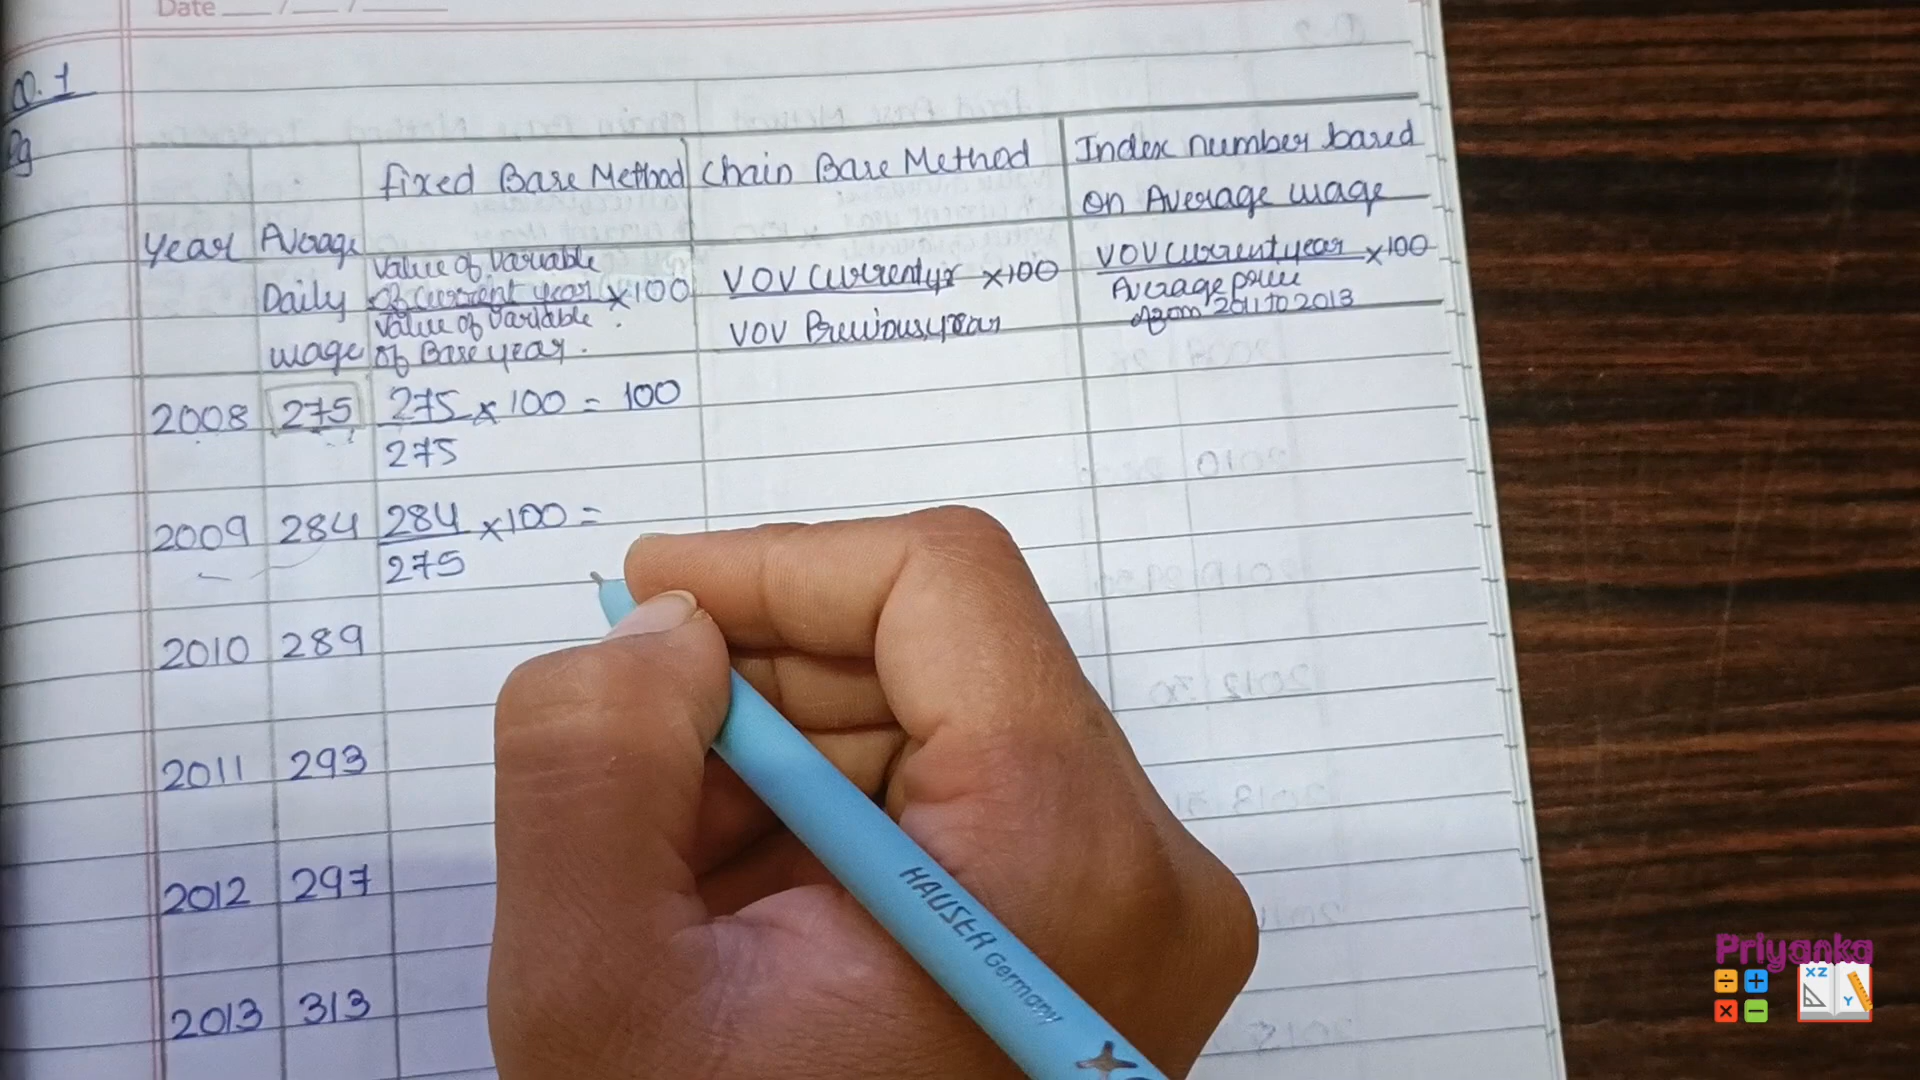 Date
Q. 1
Pg
fixed Base Method
Chain Base Method
Index number based
on Average wage
Year
Average
Daily
wage
Value of Variable
of Current year ×100
Value of Variable
of Base year.
VOV Current yr ×100
VOV Previous year
VOV Current year ×100
Average price
from 2011 to 2013
2008 275 275 × 100 = 100
275
2009 284 284 ×100 =
275
2010 289
2011 293
2012 297
2013 313
HAUSER Germany
Priyanka
XZ
Y